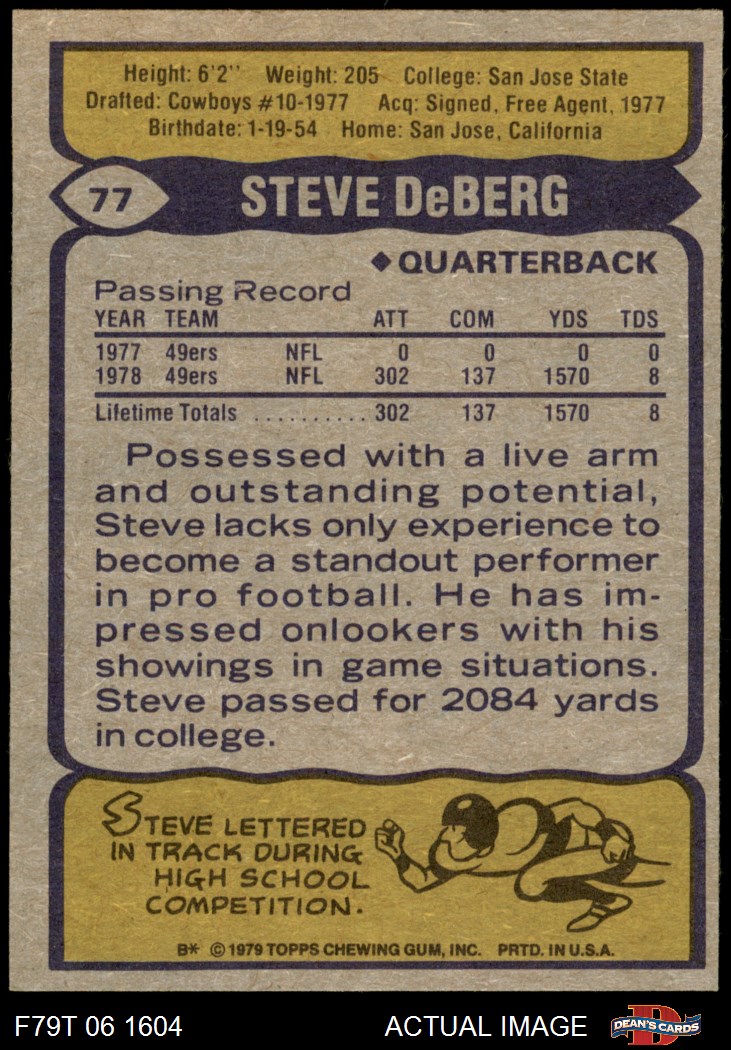 Height: 6'2'' Weight: 205 College: San Jose State
Drafted: Cowboys #10-1977 Acq: Signed, Free Agent, 1977
Birthdate: 1-19-54 Home: San Jose, California
77 STEVE DeBERG
◆ QUARTERBACK
Passing Record
YEAR TEAM ATT COM YDS TDS
1977 49ers NFL 0 0 0 0
1978 49ers NFL 302 137 1570 8
Lifetime Totals .......... 302 137 1570 8
Possessed with a live arm
and outstanding potential,
Steve lacks only experience to
become a standout performer
in pro football. He has im-
pressed onlookers with his
showings in game situations.
Steve passed for 2084 yards
in college.
STEVE LETTERED
IN TRACK DURING
HIGH SCHOOL
COMPETITION.
B* © 1979 TOPPS CHEWING GUM, INC. PRTD. IN U.S.A.
F79T 06 1604 ACTUAL IMAGE D DEAN'S CARDS